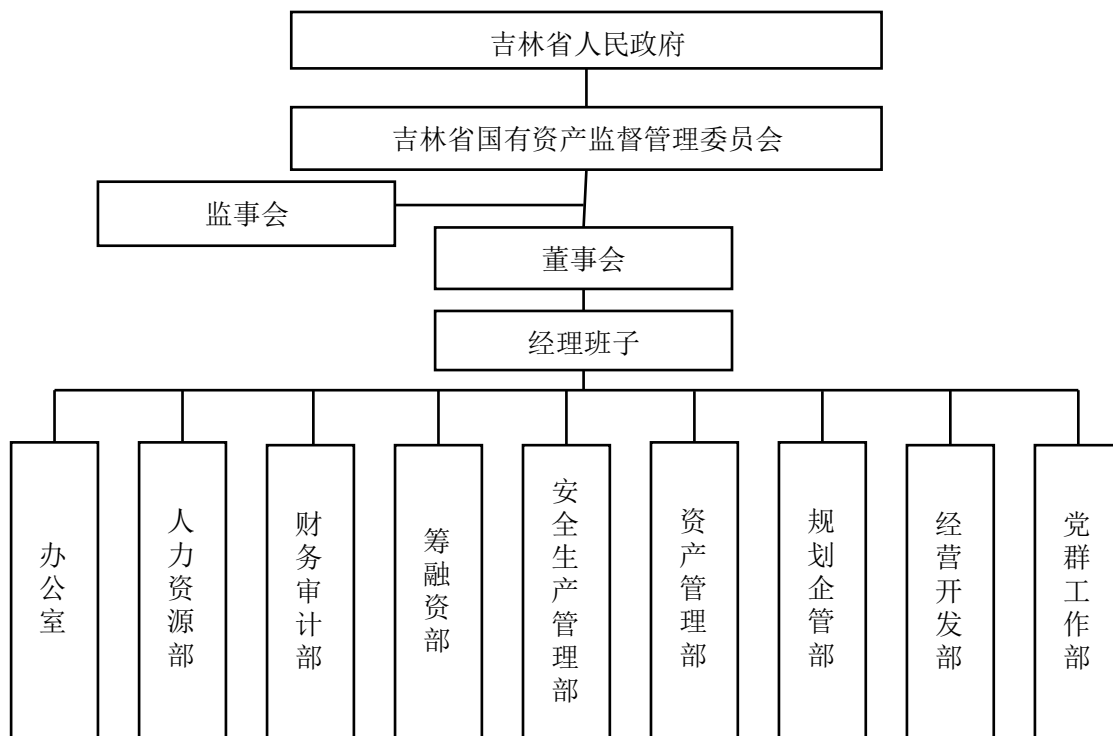 吉林省人民政府
吉林省国有资产监督管理委员会
监事会
董事会
经理班子
办公室
人力资源部
财务审计部
筹融资部
安全生产管理部
资产管理部
规划企管部
经营开发部
党群工作部